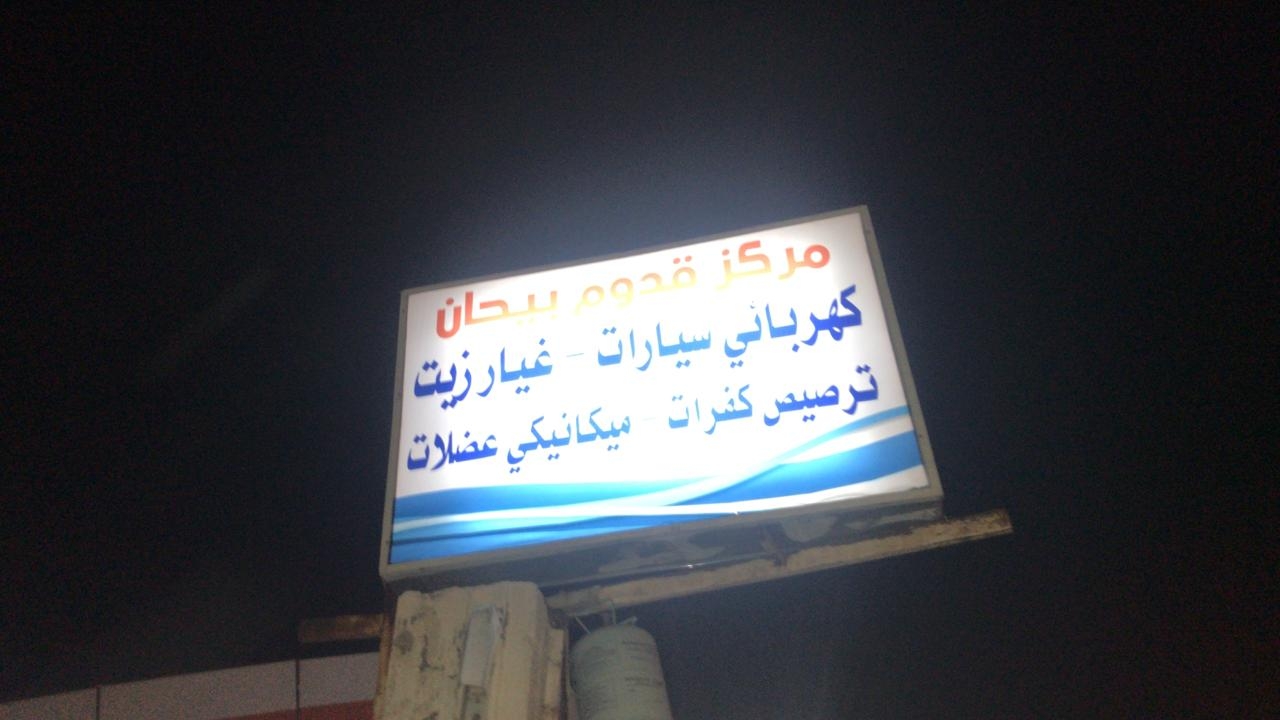 مركز قدوم بيحان
كهربائي سيارات - غيار زيت
ترصيص كفرات - ميكانيكي عضلات